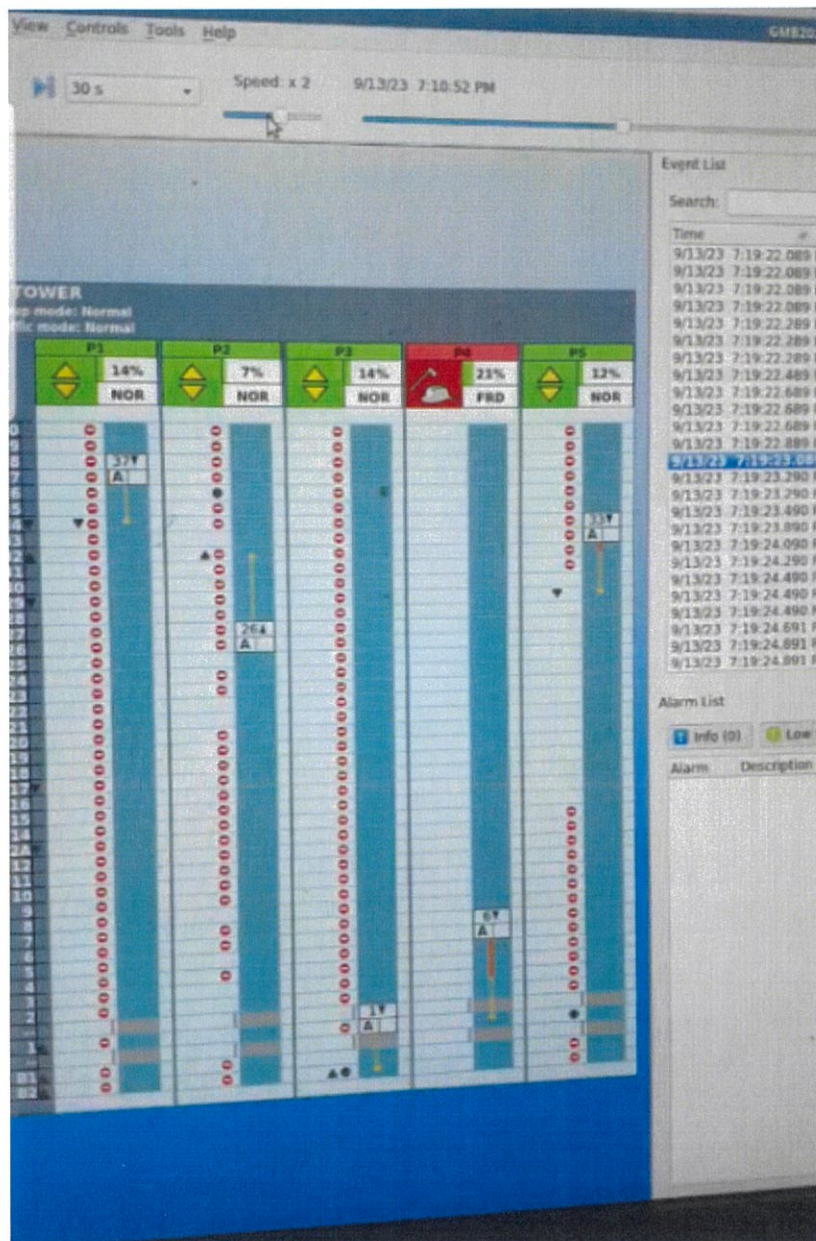 View Controls Tools Help
GMB20
30 s
Speed: x 2
9/13/23 7:10:52 PM
Event List
Search:
Time
9/13/23 7:19:22.089
9/13/23 7:19:22.089
9/13/23 7:19:22.089
9/13/23 7:19:22.089
9/13/23 7:19:22.289
9/13/23 7:19:22.289
9/13/23 7:19:22.289
9/13/23 7:19:22.489
9/13/23 7:19:22.689
9/13/23 7:19:22.689
9/13/23 7:19:22.689
9/13/23 7:19:22.889
9/13/23 7:19:23.08
9/13/23 7:19:23.290
9/13/23 7:19:23.290
9/13/23 7:19:23.490
9/13/23 7:19:23.890
9/13/23 7:19:24.090
9/13/23 7:19:24.290
9/13/23 7:19:24.490
9/13/23 7:19:24.490
9/13/23 7:19:24.490
9/13/23 7:19:24.691
9/13/23 7:19:24.891
9/13/23 7:19:24.891
TOWER
mode: Normal
mode: Normal
P1 P2 P3 P4 P5
14% 7% 14% 21% 12%
NOR NOR NOR FRD NOR
37▼
A
33▼
A
26▲
A
6▼
A
1▼
A
Alarm List
Info (0) Low
Alarm Description